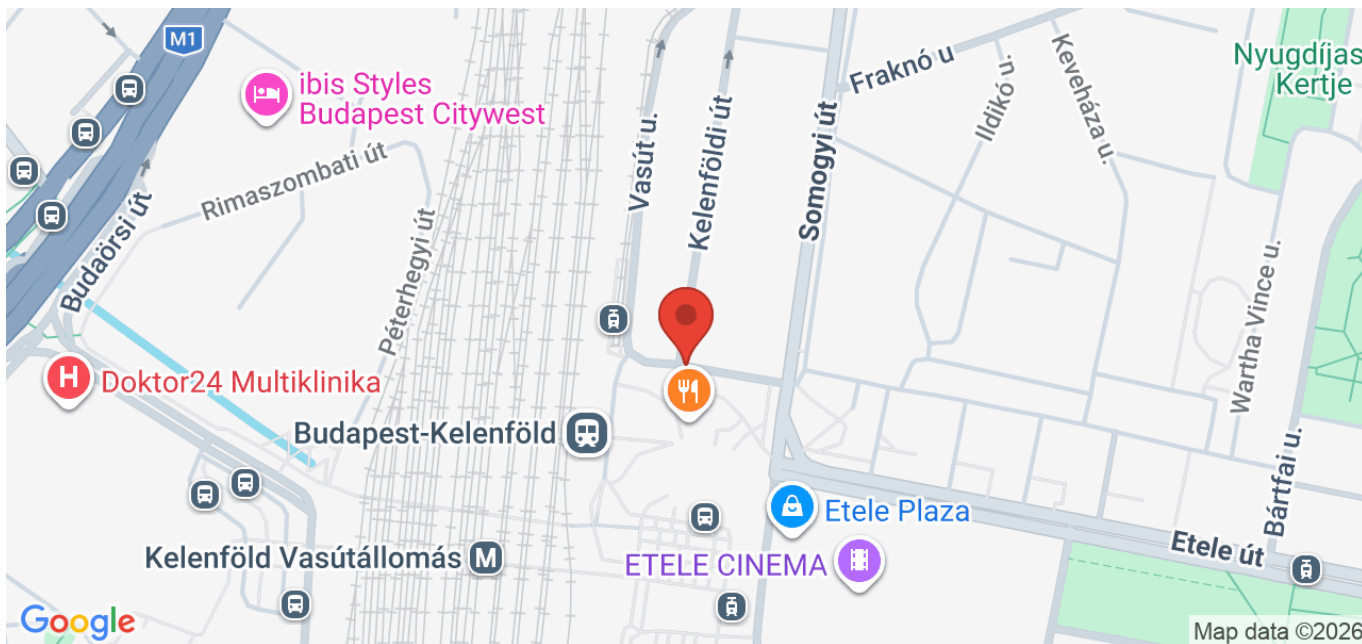 M1
ibis Styles
Budapest Citywest
Rimaszombati út
Budaörsi út
Péterhegyi út
Vasút u.
Kelenföldi út
Somogyi út
Fraknó u
Ildikó u.
Keveháza u.
Nyugdíjas
Kertje
Wartha Vince u.
Bártfai u.
H
Doktor24 Multiklinika
Budapest-Kelenföld
Kelenföld Vasútállomás
M
Etele Plaza
ETELE CINEMA
Etele út
Google
Map data ©2026